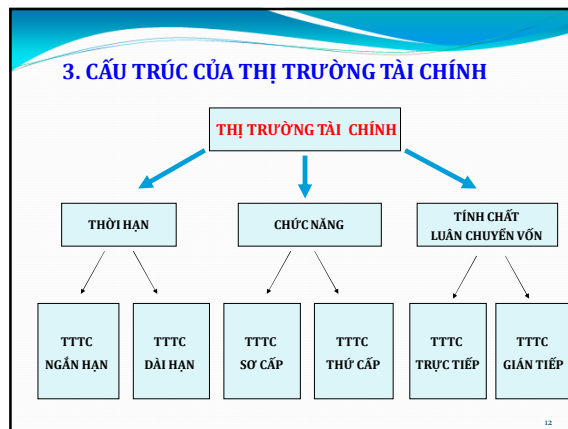 3. CẤU TRÚC CỦA THỊ TRƯỜNG TÀI CHÍNH
THỊ TRƯỜNG TÀI CHÍNH
THỜI HẠN
CHỨC NĂNG
TÍNH CHẤT
LUÂN CHUYỂN VỐN
TTTC
NGẮN HẠN
TTTC
DÀI HẠN
TTTC
SƠ CẤP
TTTC
THỨ CẤP
TTTC
TRỰC TIẾP
TTTC
GIÁN TIẾP
12